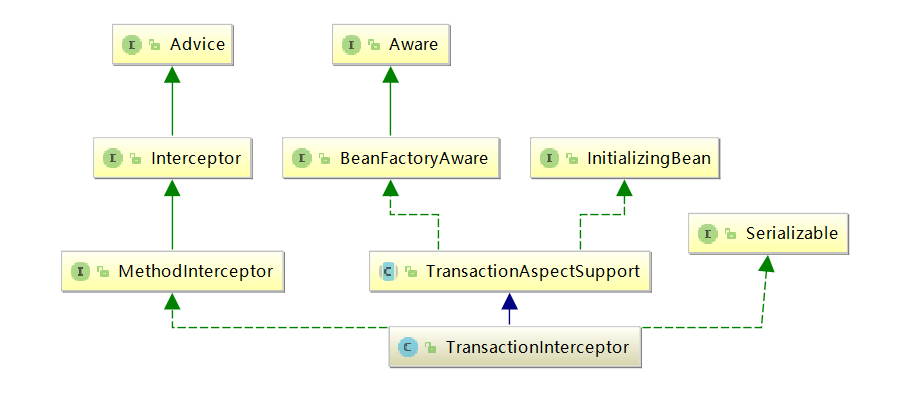 I Advice
I Aware
I Interceptor
I BeanFactoryAware
I InitializingBean
I Serializable
I MethodInterceptor
C TransactionAspectSupport
C TransactionInterceptor